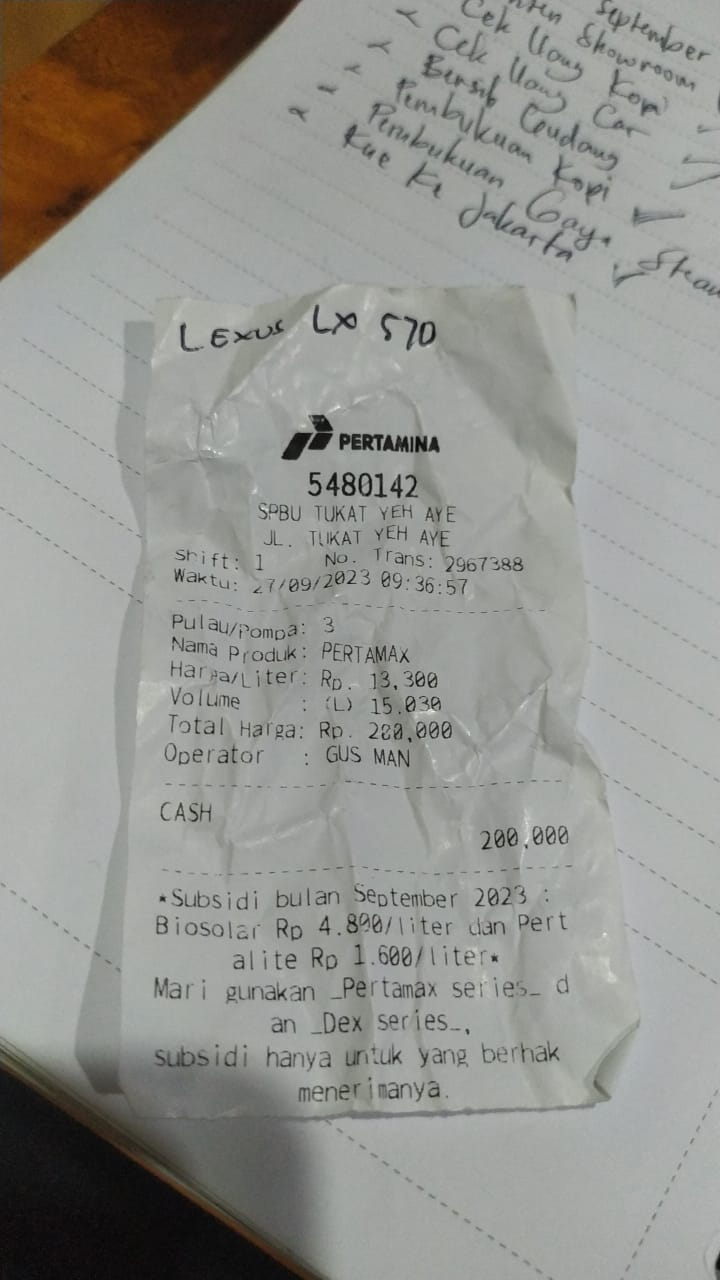 September
Showroom
Cek Uang Kopi
Cek Uang Car
Bersih Gudang
Pembukuan Kopi
Pembukuan Gaya
Kue Ke Jakarta
LEXUS LX 570
PERTAMINA
5480142
SPBU TUKAT YEH AYE
JL. TUKAT YEH AYE
Shift: 1 No. Trans: 2967388
Waktu: 27/09/2023 09:36:57
Pulau/Pompa: 3
Nama Produk: PERTAMAX
Harga/Liter: Rp. 13,300
Volume : (L) 15.030
Total Harga: Rp. 200,000
Operator : GUS MAN
CASH
200,000
*Subsidi bulan September 2023 :
Biosolar Rp 4.800/liter dan Pert
alite Rp 1.600/liter*
Mari gunakan _Pertamax series_ d
an _Dex series_,
subsidi hanya untuk yang berhak
menerimanya.